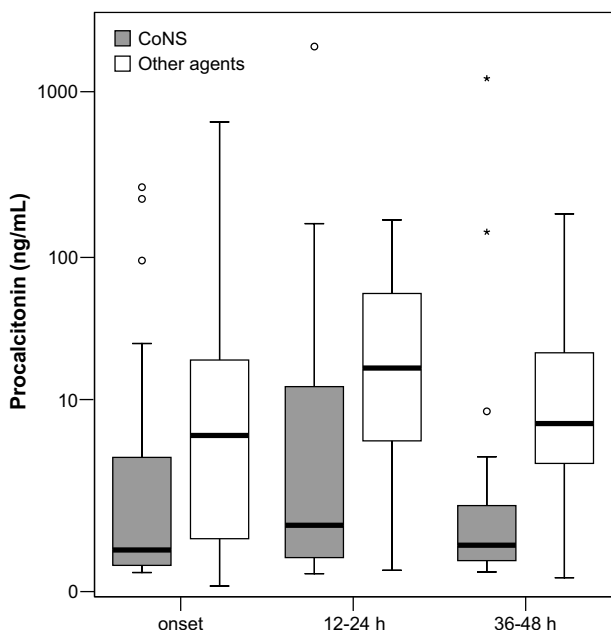 CoNS
Other agents
Procalcitonin (ng/mL)
1000
100
10
0
onset
12-24 h
36-48 h